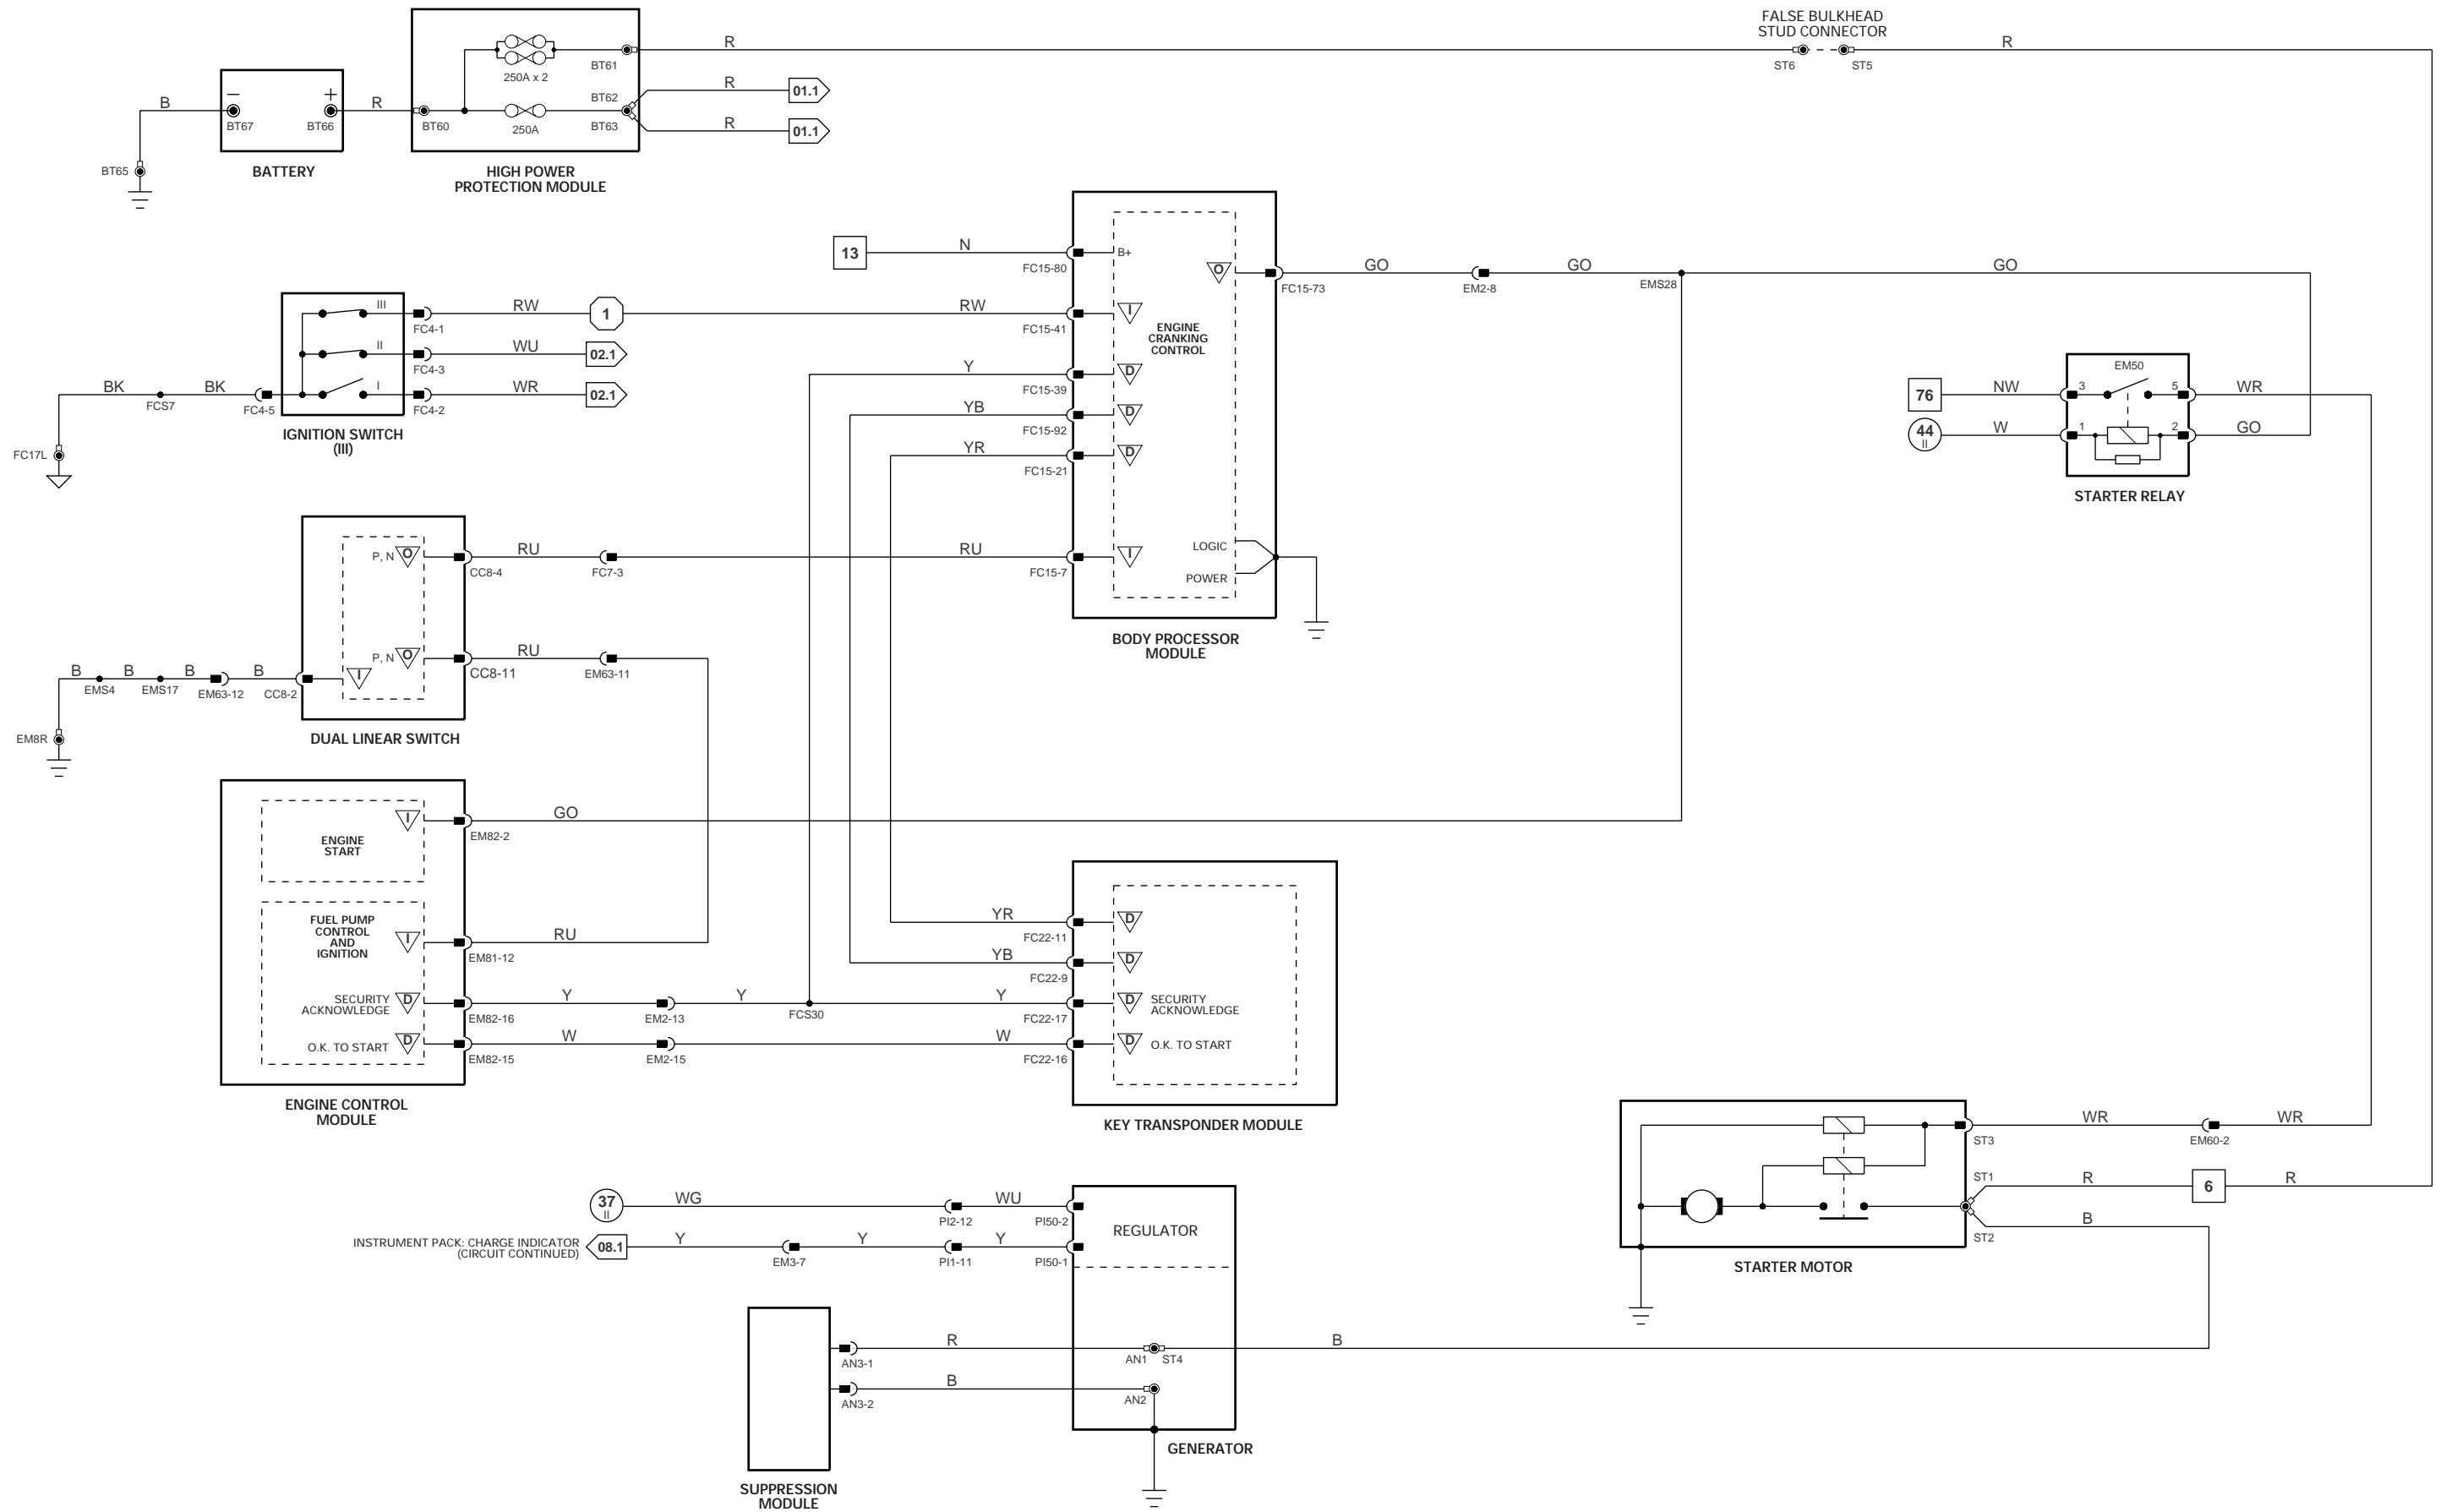 FALSE BULKHEAD
STUD CONNECTOR
R
R
ST6
ST5
BT61
250A x 2
R
01.1
BT62
B
–
+
R
BT67
BT66
BT60
250A
BT63
R
01.1
BT65
BATTERY
HIGH POWER
PROTECTION MODULE
13
N
B+
FC15-80
O
GO
GO
GO
FC15-73
EM2-8
EMS28
III
RW
1
RW
I
FC4-1
FC15-41
ENGINE
CRANKING
CONTROL
II
WU
02.1
FC4-3
Y
D
FC15-39
BK
BK
I
WR
02.1
FCS7
FC4-5
FC4-2
YB
D
FC15-92
IGNITION SWITCH
(III)
FC17L
YR
D
FC15-21
EM50
76
NW
3
5
WR
44
II
W
1
2
GO
STARTER RELAY
P, N
O
RU
RU
I
CC8-4
FC7-3
FC15-7
LOGIC
POWER
BODY PROCESSOR
MODULE
P, N
O
RU
CC8-11
EM63-11
B
B
B
B
I
EMS4
EMS17
EM63-12
CC8-2
EM8R
DUAL LINEAR SWITCH
I
GO
EM82-2
ENGINE
START
FUEL PUMP
CONTROL
AND
IGNITION
I
RU
EM81-12
YR
D
FC22-11
YB
D
FC22-9
SECURITY
ACKNOWLEDGE
D
Y
Y
Y
D
SECURITY
ACKNOWLEDGE
EM82-16
EM2-13
FCS30
FC22-17
O.K. TO START
D
W
W
D
O.K. TO START
EM82-15
EM2-15
FC22-16
ENGINE CONTROL
MODULE
KEY TRANSPONDER MODULE
WR
WR
ST3
EM60-2
ST1
R
6
R
B
ST2
STARTER MOTOR
37
II
WG
WU
PI2-12
PI50-2
REGULATOR
INSTRUMENT PACK: CHARGE INDICATOR
(CIRCUIT CONTINUED)
08.1
Y
Y
Y
EM3-7
PI1-11
PI50-1
R
B
AN3-1
AN1
ST4
B
AN3-2
AN2
GENERATOR
SUPPRESSION
MODULE